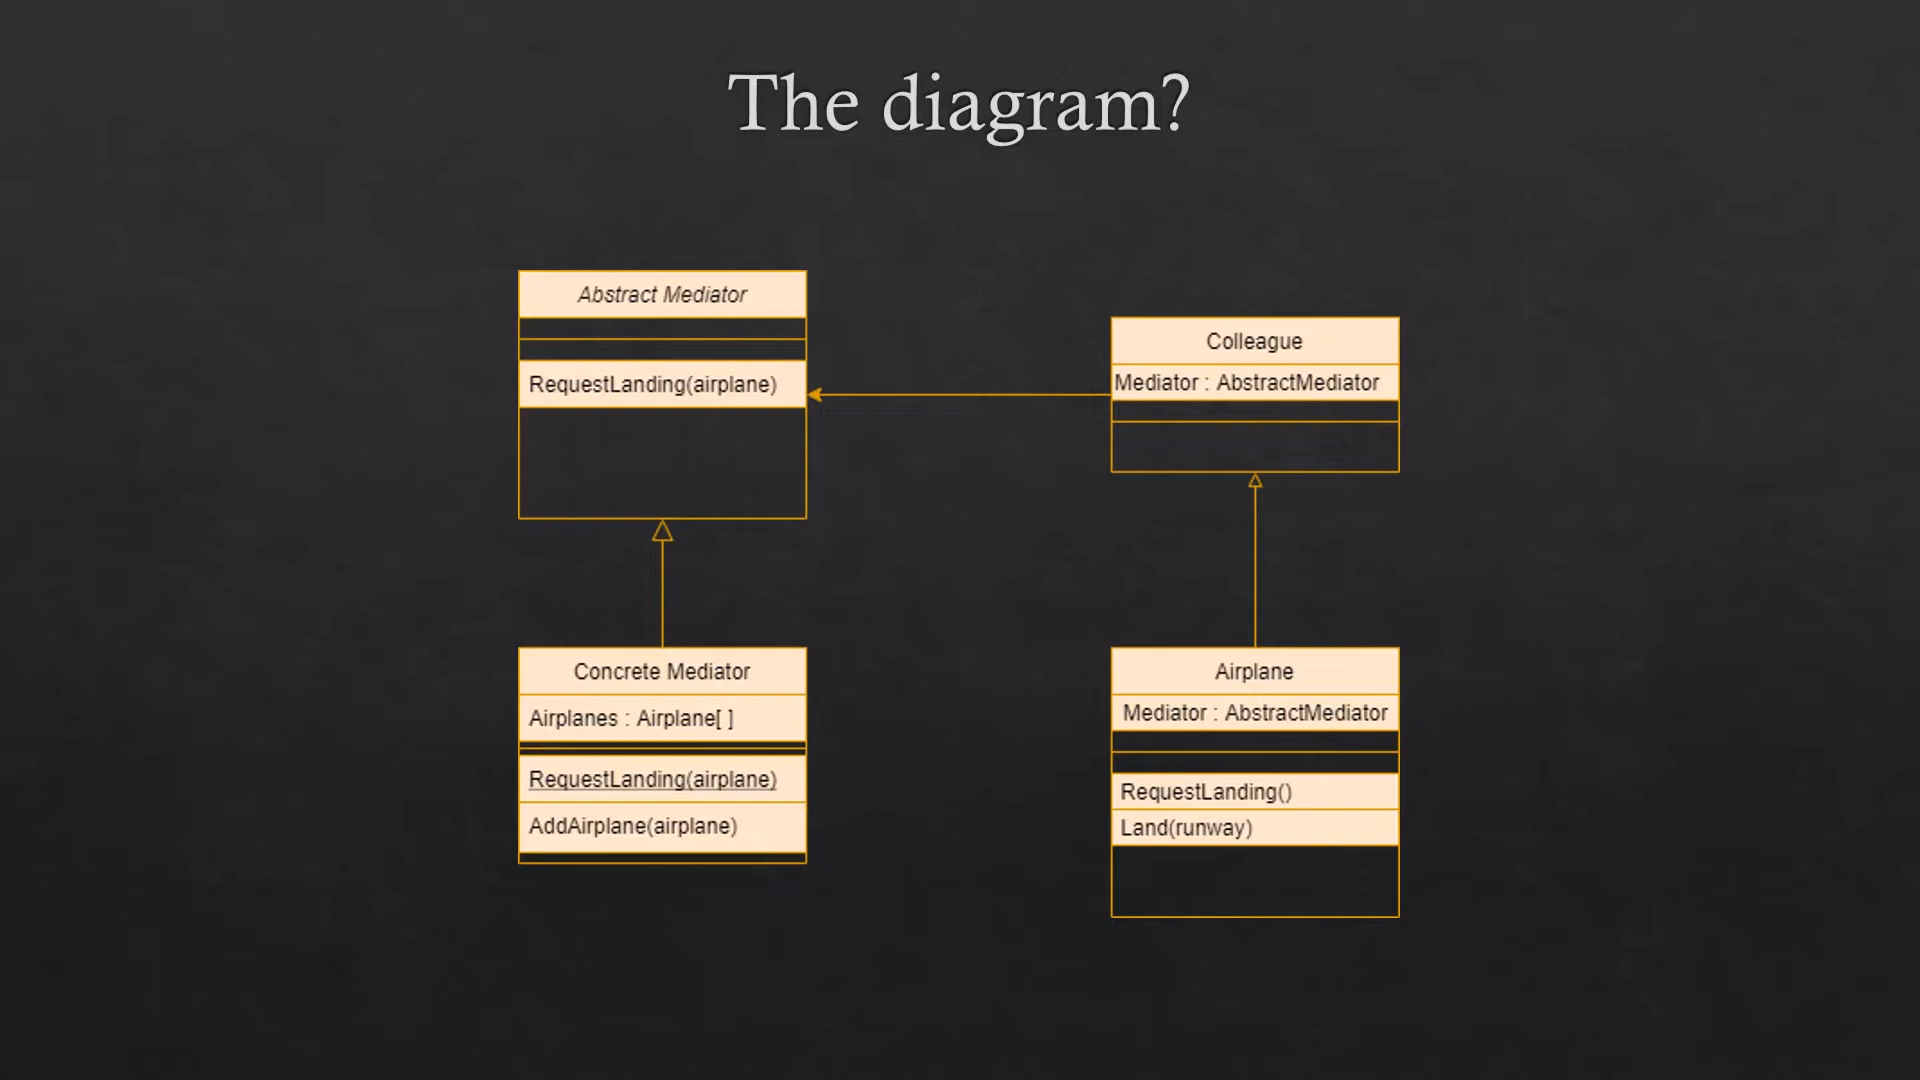 The diagram?
Abstract Mediator
RequestLanding(airplane)
Colleague
Mediator : AbstractMediator
Concrete Mediator
Airplanes : Airplane[ ]
RequestLanding(airplane)
AddAirplane(airplane)
Airplane
Mediator : AbstractMediator
RequestLanding()
Land(runway)